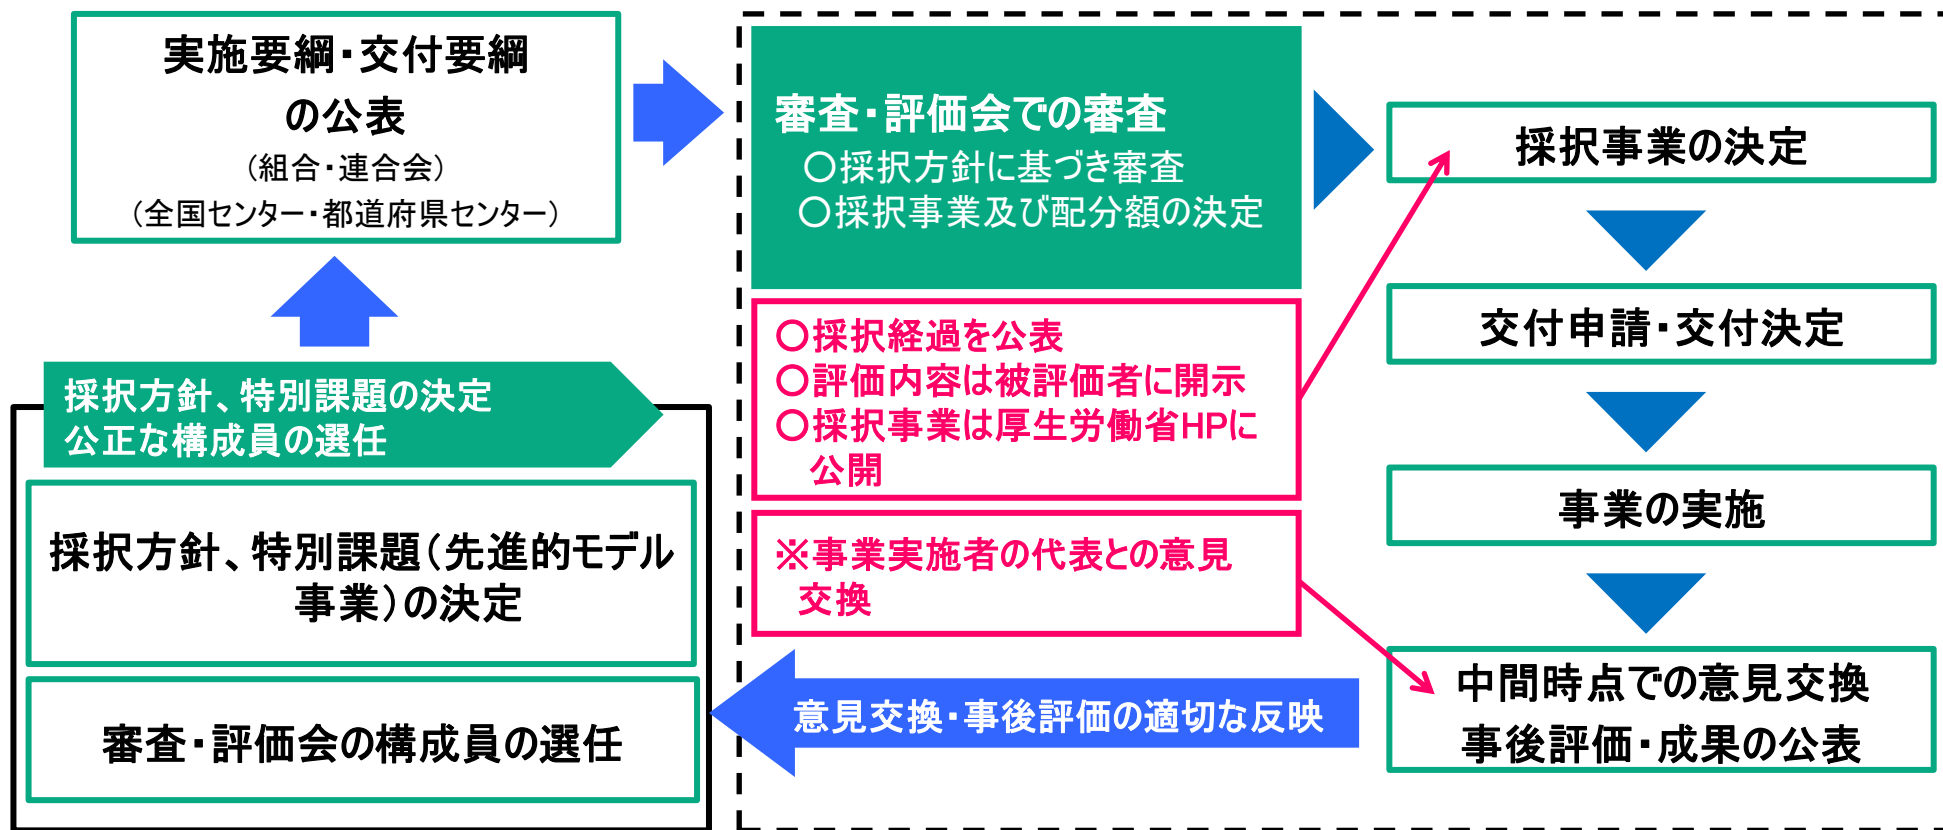 実施要綱・交付要綱
の公表
(組合・連合会)
(全国センター・都道府県センター)
採択方針、特別課題の決定
公正な構成員の選任
採択方針、特別課題(先進的モデル
事業)の決定
審査・評価会の構成員の選任
審査・評価会での審査
○採択方針に基づき審査
○採択事業及び配分額の決定
○採択経過を公表
○評価内容は被評価者に開示
○採択事業は厚生労働省HPに
公開
※事業実施者の代表との意見
交換
意見交換・事後評価の適切な反映
採択事業の決定
交付申請・交付決定
事業の実施
中間時点での意見交換
事後評価・成果の公表